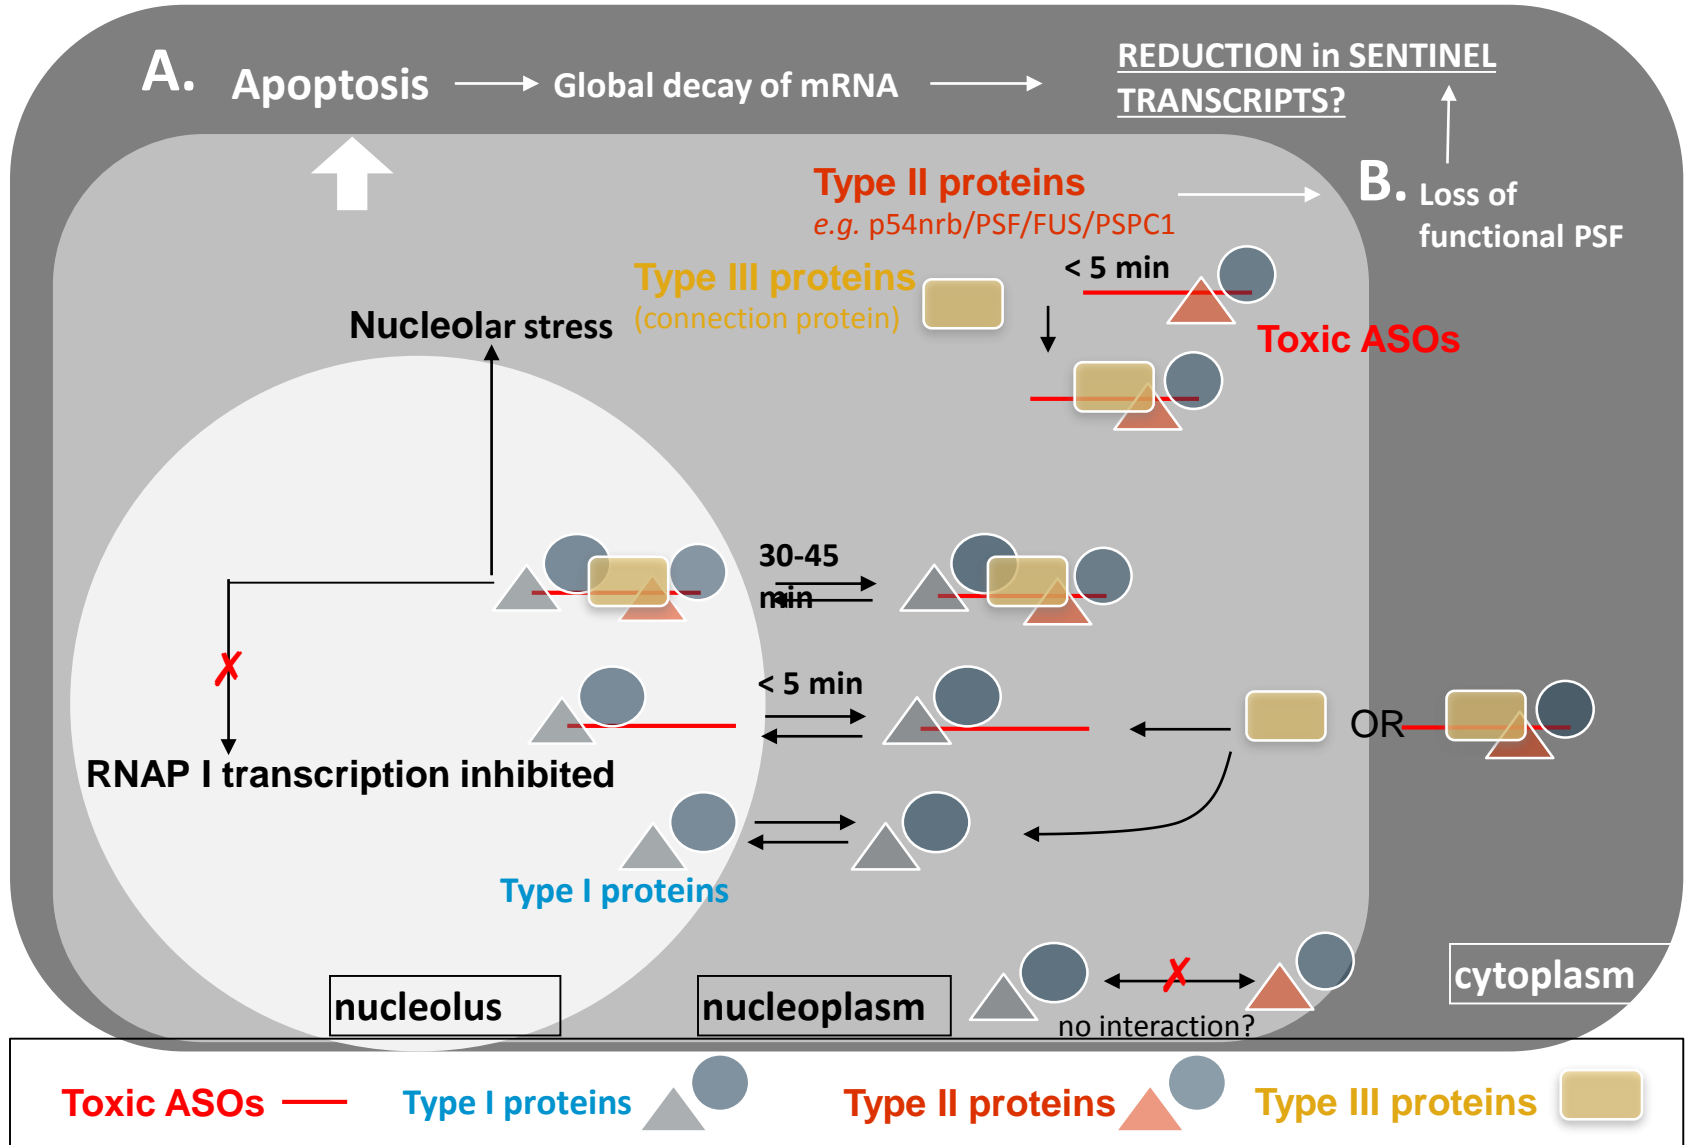 A. Apoptosis
Global decay of mRNA
REDUCTION in SENTINEL
TRANSCRIPTS?
Type II proteins
e.g. p54nrb/PSF/FUS/PSPC1
B. Loss of
functional PSF
Type III proteins
(connection protein)
< 5 min
Toxic ASOs
Nucleolar stress
30-45
min
< 5 min
OR
RNAP I transcription inhibited
Type I proteins
no interaction?
nucleolus
nucleoplasm
cytoplasm
Toxic ASOs
Type I proteins
Type II proteins
Type III proteins